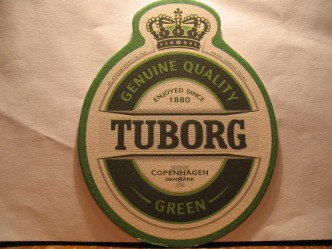 GENUINE QUALITY
ENJOYED SINCE
1880
TUBORG
COPENHAGEN
DENMARK
GREEN